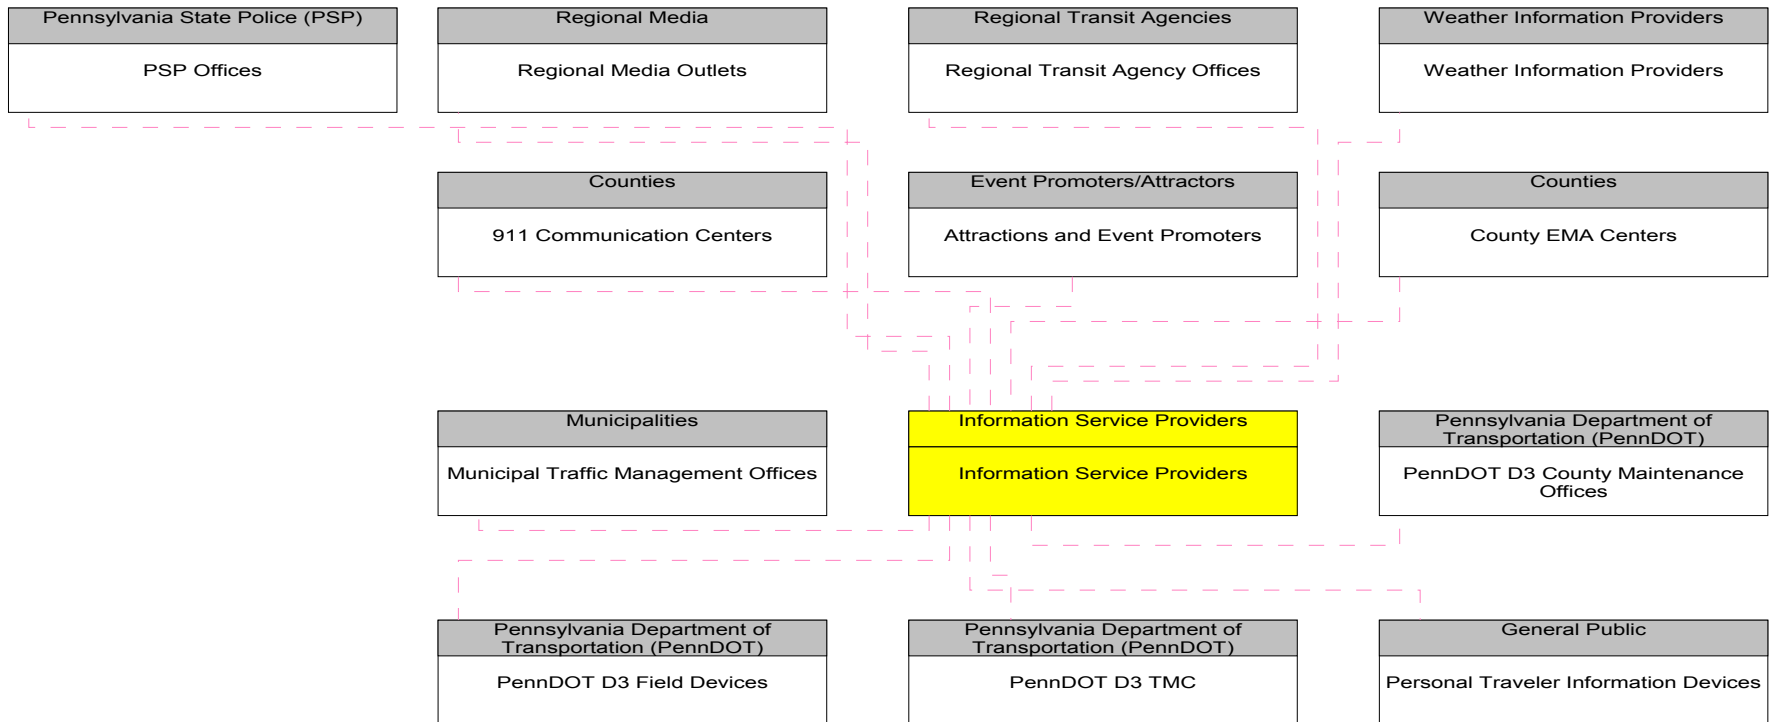 Pennsylvania State Police (PSP)
PSP Offices
Regional Media
Regional Media Outlets
Regional Transit Agencies
Regional Transit Agency Offices
Weather Information Providers
Weather Information Providers
Counties
911 Communication Centers
Event Promoters/Attractors
Attractions and Event Promoters
Counties
County EMA Centers
Municipalities
Municipal Traffic Management Offices
Information Service Providers
Information Service Providers
Pennsylvania Department of
Transportation (PennDOT)
PennDOT D3 County Maintenance
Offices
Pennsylvania Department of
Transportation (PennDOT)
PennDOT D3 Field Devices
Pennsylvania Department of
Transportation (PennDOT)
PennDOT D3 TMC
General Public
Personal Traveler Information Devices